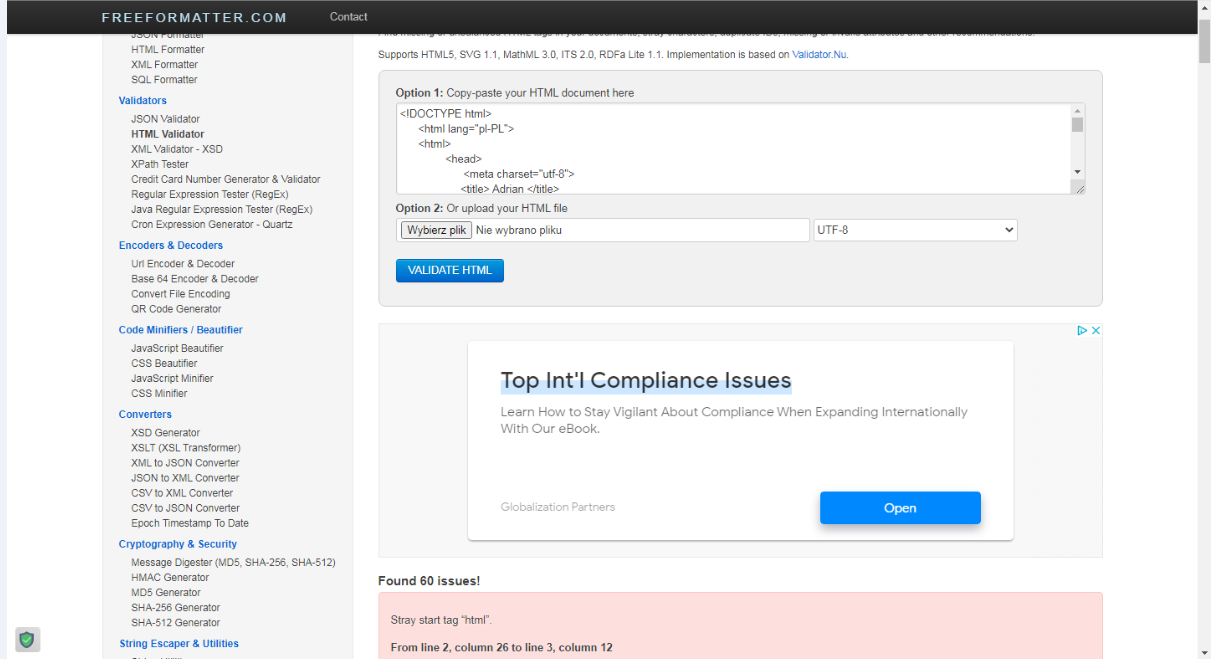 FREEFORMATTER.COM
Contact
JSON Formatter
HTML Formatter
XML Formatter
SQL Formatter
Validators
JSON Validator
HTML Validator
XML Validator - XSD
XPath Tester
Credit Card Number Generator & Validator
Regular Expression Tester (RegEx)
Java Regular Expression Tester (RegEx)
Cron Expression Generator - Quartz
Encoders & Decoders
Url Encoder & Decoder
Base 64 Encoder & Decoder
Convert File Encoding
QR Code Generator
Code Minifiers / Beautifier
JavaScript Beautifier
CSS Beautifier
JavaScript Minifier
CSS Minifier
Converters
XSD Generator
XSLT (XSL Transformer)
XML to JSON Converter
JSON to XML Converter
CSV to XML Converter
CSV to JSON Converter
Epoch Timestamp To Date
Cryptography & Security
Message Digester (MD5, SHA-256, SHA-512)
HMAC Generator
MD5 Generator
SHA-256 Generator
SHA-512 Generator
String Escaper & Utilities
Supports HTML5, SVG 1.1, MathML 3.0, ITS 2.0, RDFa Lite 1.1. Implementation is based on Validator.Nu.
Option 1: Copy-paste your HTML document here
<!DOCTYPE html>
<html lang="pl-PL">
<html>
<head>
<meta charset="utf-8">
<title> Adrian </title>
Option 2: Or upload your HTML file
Wybierz plik Nie wybrano pliku
UTF-8
VALIDATE HTML
Top Int'l Compliance Issues
Learn How to Stay Vigilant About Compliance When Expanding Internationally
With Our eBook.
Globalization Partners
Open
Found 60 issues!
Stray start tag “html”.
From line 2, column 26 to line 3, column 12